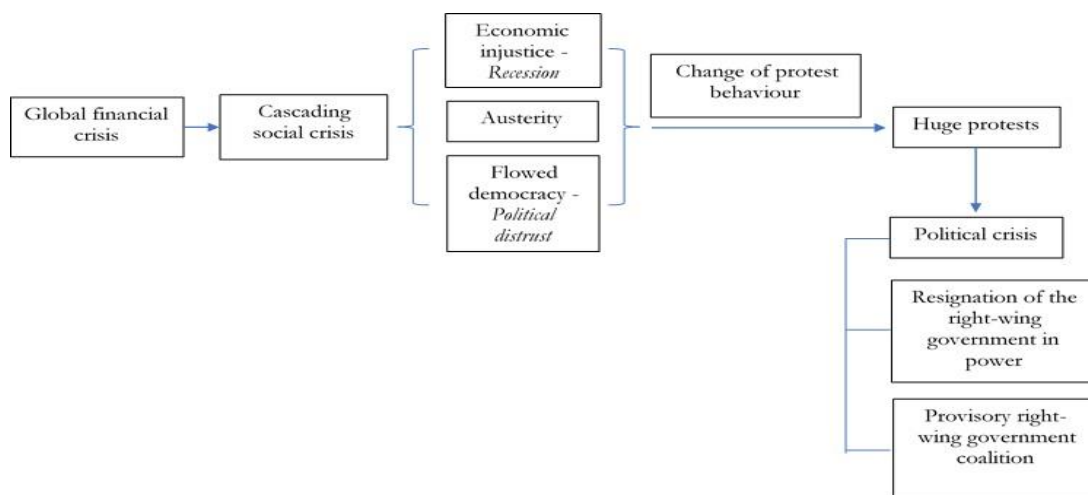 Global financial
crisis
Cascading
social crisis
Economic
injustice -
Recession
Austerity
Flowed
democracy -
Political
distrust
Change of protest
behaviour
Huge protests
Political crisis
Resignation of the
right-wing
government in
power
Provisory right-
wing government
coalition